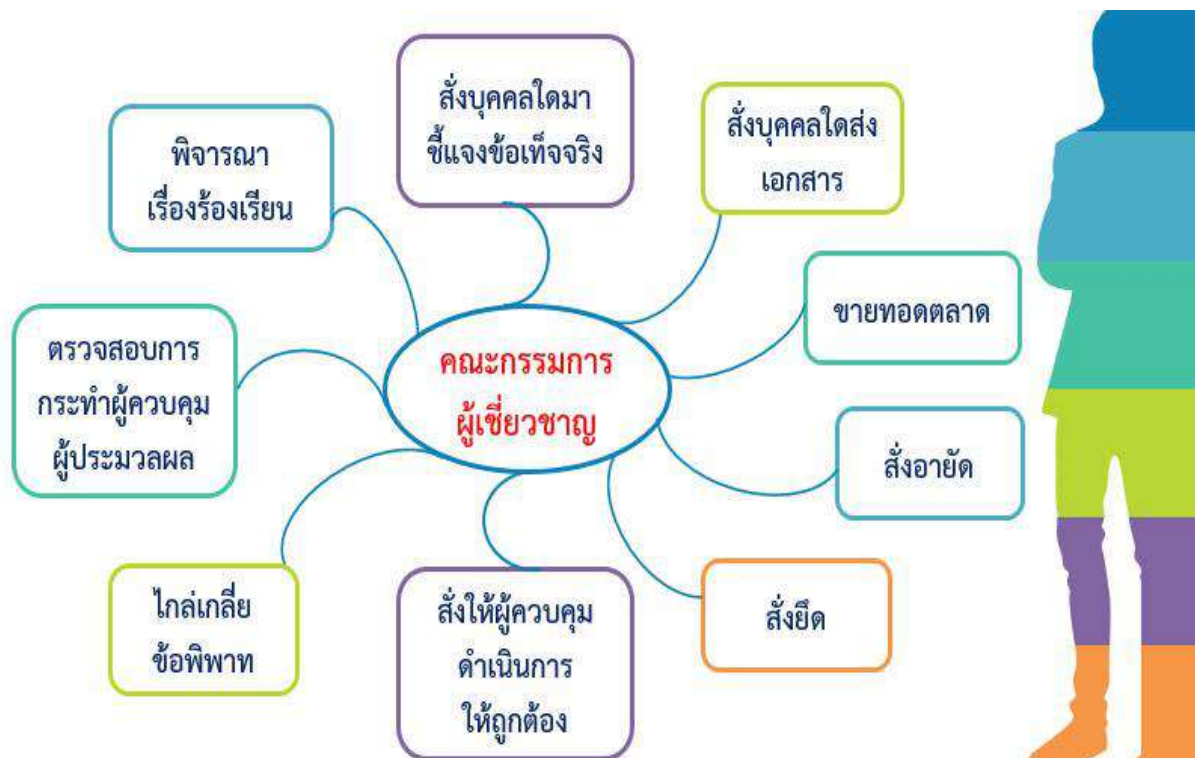 สั่งบุคคลใดมา
ชี้แจงข้อเท็จจริง
สั่งบุคคลใดส่ง
เอกสาร
พิจารณา
เรื่องร้องเรียน
ขายทอดตลาด
ตรวจสอบการ
กระทำผู้ควบคุม
ผู้ประมวลผล
คณะกรรมการ
ผู้เชี่ยวชาญ
สั่งอายัด
ไกล่เกลี่ย
ข้อพิพาท
สั่งให้ผู้ควบคุม
ดำเนินการ
ให้ถูกต้อง
สั่งยึด